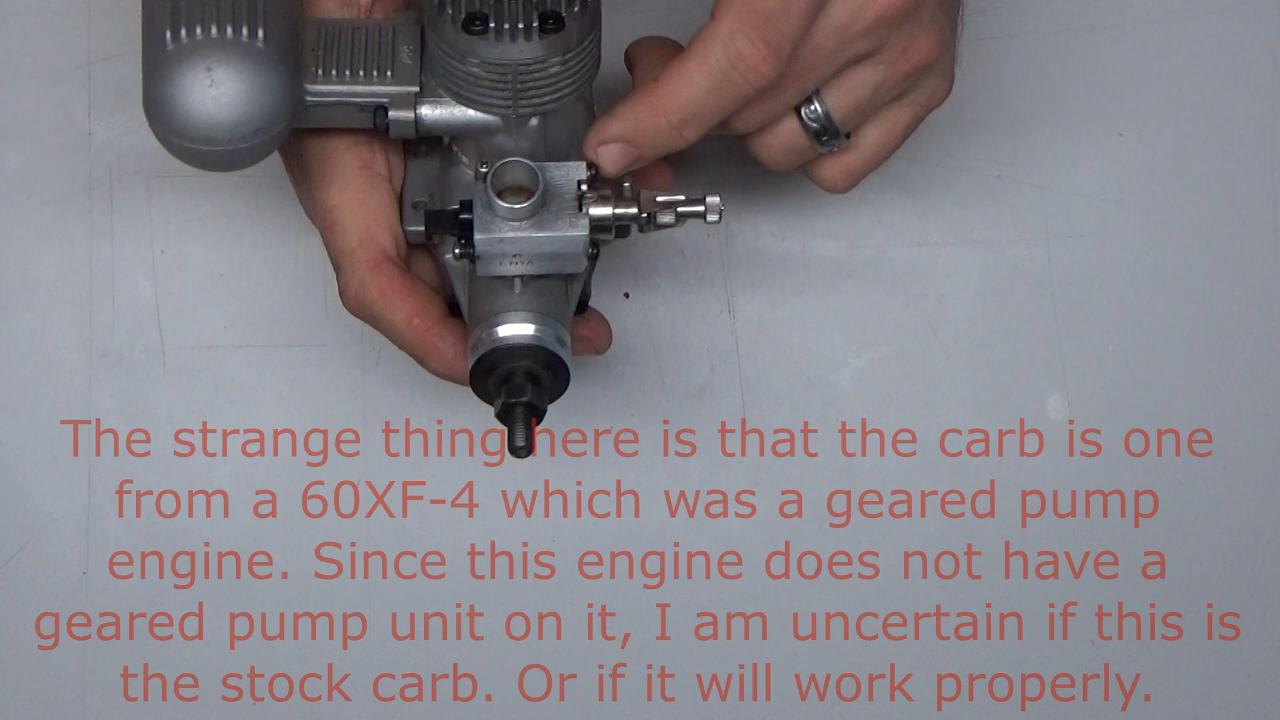 ENYA
The strange thing here is that the carb is one
from a 60XF-4 which was a geared pump
engine. Since this engine does not have a
geared pump unit on it, I am uncertain if this is
the stock carb. Or if it will work properly.